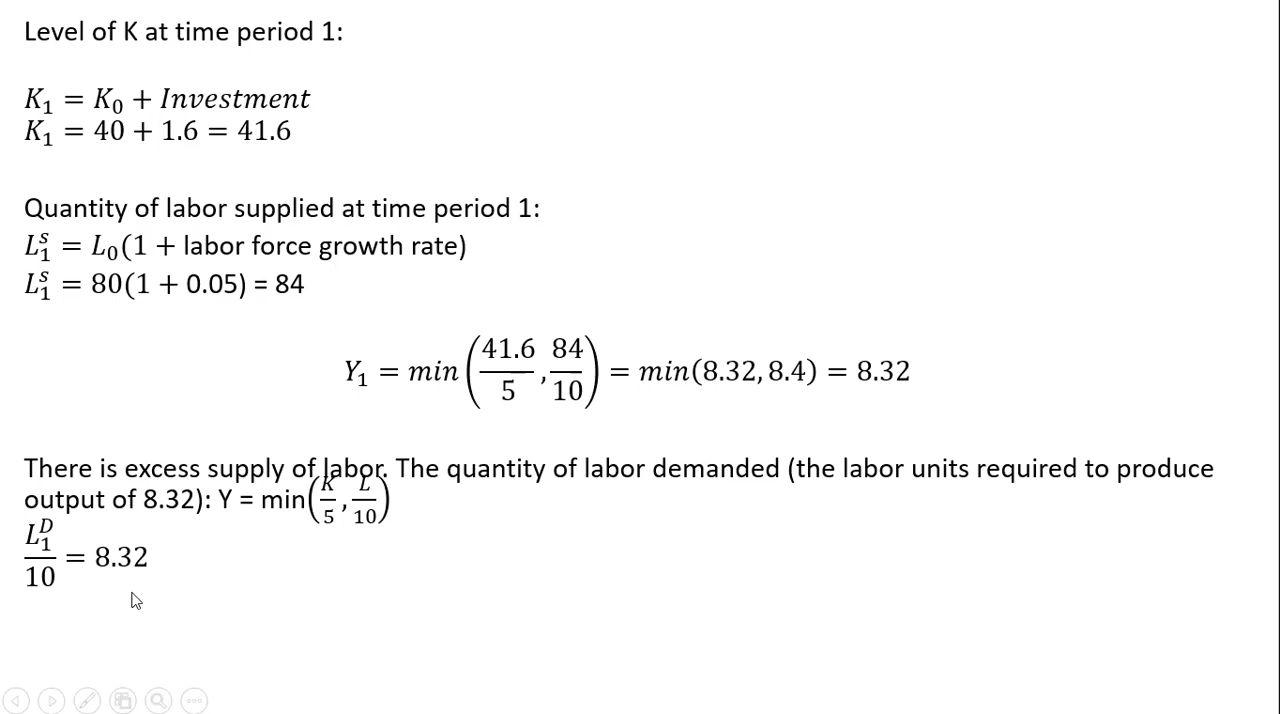 Level of K at time period 1:
K₁ = K₀ + Investment
K₁ = 40 + 1.6 = 41.6
Quantity of labor supplied at time period 1:
L₁ˢ = L₀(1 + labor force growth rate)
L₁ˢ = 80(1 + 0.05) = 84
Y₁ = min(41.6/5, 84/10) = min(8.32, 8.4) = 8.32
There is excess supply of labor. The quantity of labor demanded (the labor units required to produce
output of 8.32): Y = min(K/5, L/10)
L₁ᴰ/10 = 8.32